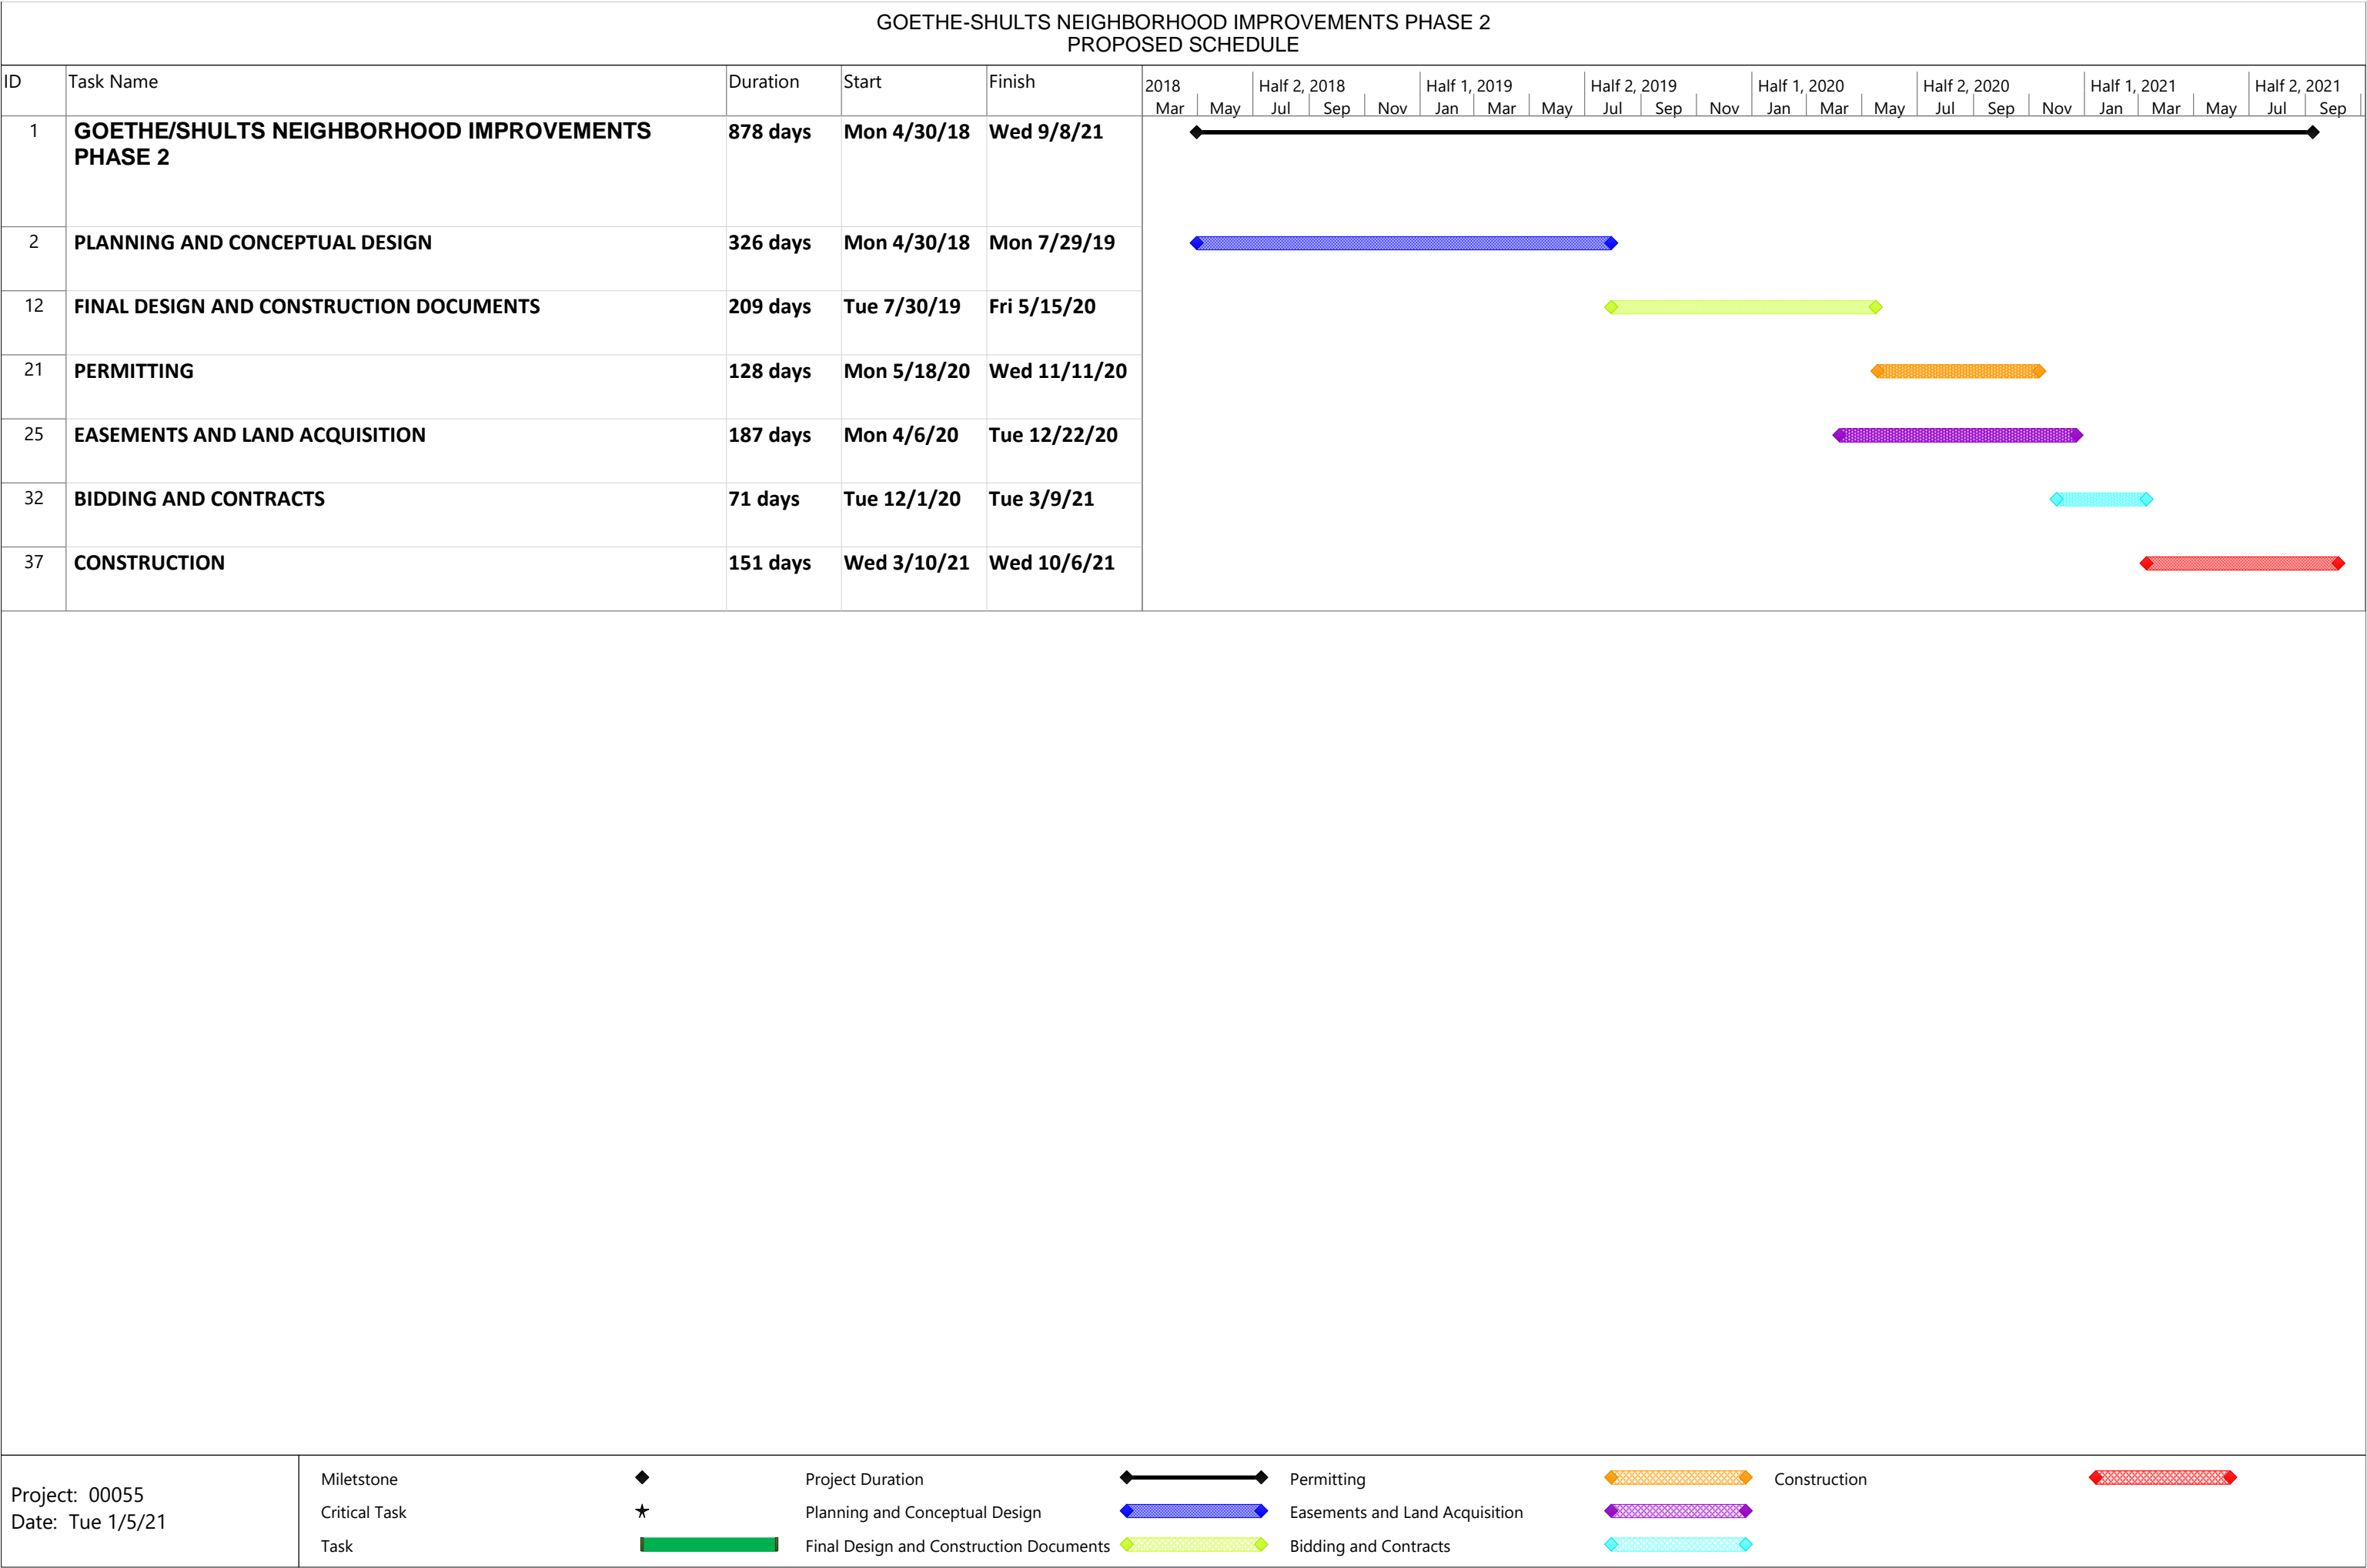 GOETHE-SHULTS NEIGHBORHOOD IMPROVEMENTS PHASE 2
PROPOSED SCHEDULE
ID Task Name Duration Start Finish
2018 Half 2, 2018 Half 1, 2019 Half 2, 2019 Half 1, 2020 Half 2, 2020 Half 1, 2021 Half 2, 2021
Mar May Jul Sep Nov Jan Mar May Jul Sep Nov Jan Mar May Jul Sep Nov Jan Mar May Jul Sep
1 GOETHE/SHULTS NEIGHBORHOOD IMPROVEMENTS 878 days Mon 4/30/18 Wed 9/8/21
PHASE 2
2 PLANNING AND CONCEPTUAL DESIGN 326 days Mon 4/30/18 Mon 7/29/19
12 FINAL DESIGN AND CONSTRUCTION DOCUMENTS 209 days Tue 7/30/19 Fri 5/15/20
21 PERMITTING 128 days Mon 5/18/20 Wed 11/11/20
25 EASEMENTS AND LAND ACQUISITION 187 days Mon 4/6/20 Tue 12/22/20
32 BIDDING AND CONTRACTS 71 days Tue 12/1/20 Tue 3/9/21
37 CONSTRUCTION 151 days Wed 3/10/21 Wed 10/6/21
Project: 00055
Date: Tue 1/5/21
Miletstone Project Duration Permitting Construction
Critical Task Planning and Conceptual Design Easements and Land Acquisition
Task Final Design and Construction Documents Bidding and Contracts